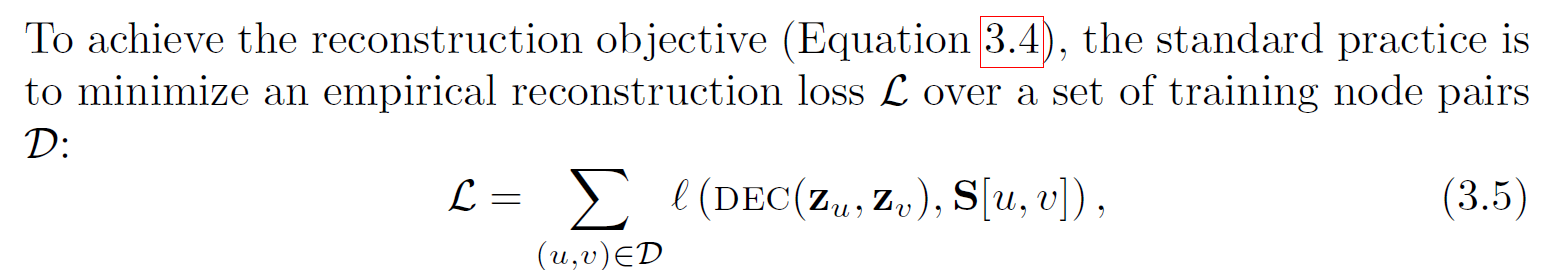 To achieve the reconstruction objective (Equation 3.4), the standard practice is
to minimize an empirical reconstruction loss ℒ over a set of training node pairs
𝒟:
ℒ = ∑_{(u,v)∈𝒟} ℓ (DEC(𝐳_u, 𝐳_v), 𝐒[u, v]) , (3.5)